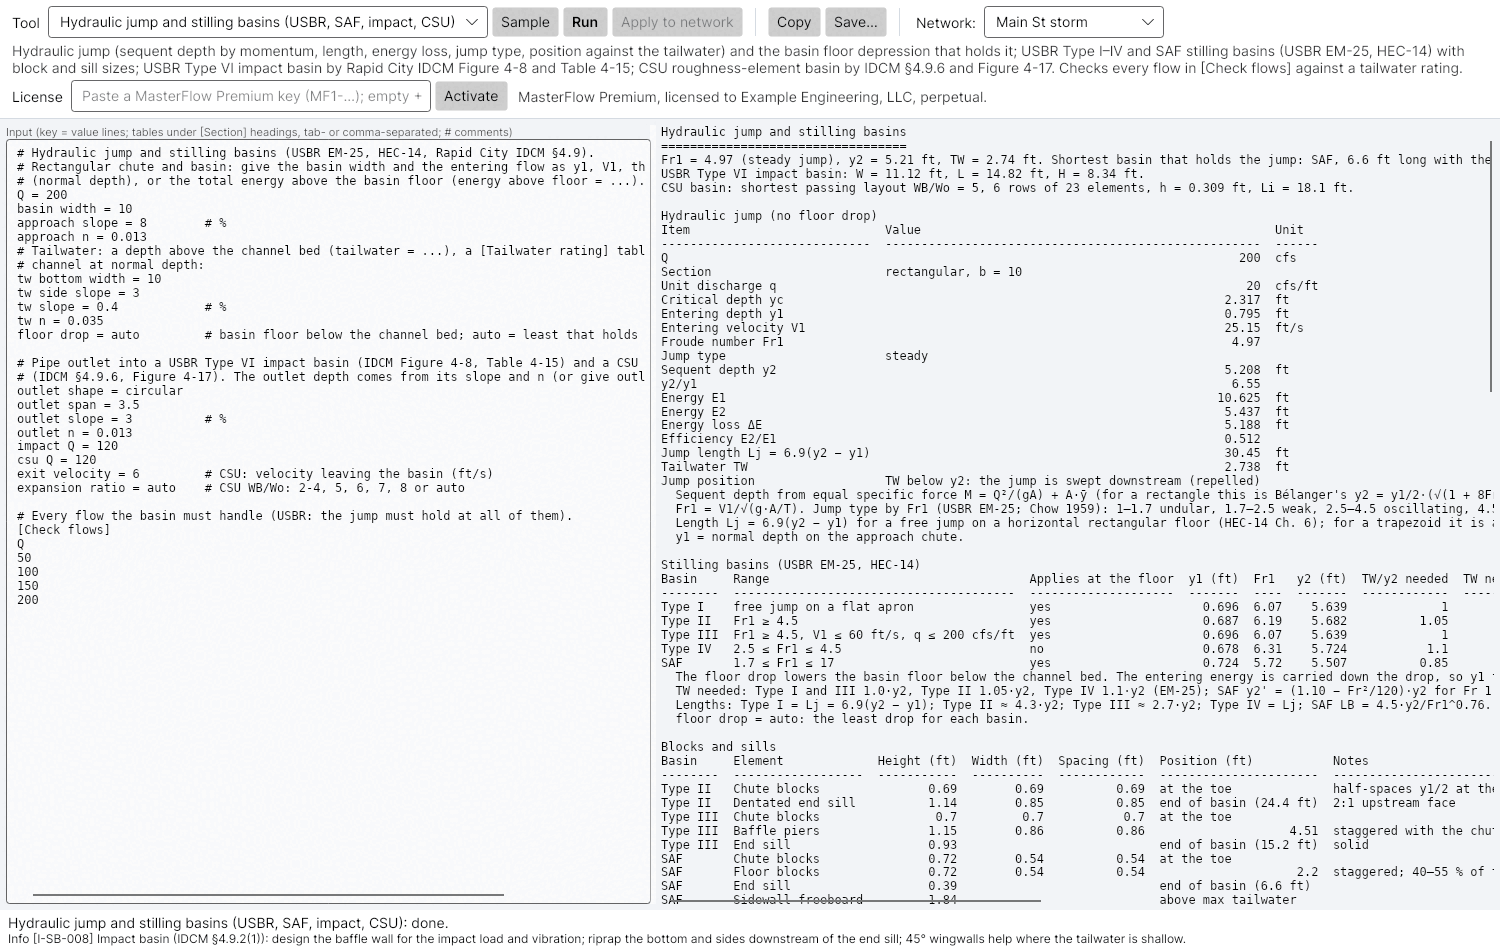 Tool Hydraulic jump and stilling basins (USBR, SAF, impact, CSU) Sample Run Apply to network Copy Save... Network: Main St storm
Hydraulic jump (sequent depth by momentum, length, energy loss, jump type, position against the tailwater) and the basin floor depression that holds it; USBR Type I–IV and SAF stilling basins (USBR EM-25, HEC-14) with
block and sill sizes; USBR Type VI impact basin by Rapid City IDCM Figure 4-8 and Table 4-15; CSU roughness-element basin by IDCM §4.9.6 and Figure 4-17. Checks every flow in [Check flows] against a tailwater rating.
License Paste a MasterFlow Premium key (MF1-...); empty + Activate MasterFlow Premium, licensed to Example Engineering, LLC, perpetual.
Input (key = value lines; tables under [Section] headings, tab- or comma-separated; # comments)
# Hydraulic jump and stilling basins (USBR EM-25, HEC-14, Rapid City IDCM §4.9).
# Rectangular chute and basin: give the basin width and the entering flow as y1, V1, th
# (normal depth), or the total energy above the basin floor (energy above floor = ...).
Q = 200
basin width = 10
approach slope = 8 # %
approach n = 0.013
# Tailwater: a depth above the channel bed (tailwater = ...), a [Tailwater rating] tabl
# channel at normal depth:
tw bottom width = 10
tw side slope = 3
tw slope = 0.4 # %
tw n = 0.035
floor drop = auto # basin floor below the channel bed; auto = least that holds
# Pipe outlet into a USBR Type VI impact basin (IDCM Figure 4-8, Table 4-15) and a CSU
# (IDCM §4.9.6, Figure 4-17). The outlet depth comes from its slope and n (or give outl
outlet shape = circular
outlet span = 3.5
outlet slope = 3 # %
outlet n = 0.013
impact Q = 120
csu Q = 120
exit velocity = 6 # CSU: velocity leaving the basin (ft/s)
expansion ratio = auto # CSU WB/Wo: 2-4, 5, 6, 7, 8 or auto
# Every flow the basin must handle (USBR: the jump must hold at all of them).
[Check flows]
Q
50
100
150
200
Hydraulic jump and stilling basins
==================================
Fr1 = 4.97 (steady jump), y2 = 5.21 ft, TW = 2.74 ft. Shortest basin that holds the jump: SAF, 6.6 ft long with the
USBR Type VI impact basin: W = 11.12 ft, L = 14.82 ft, H = 8.34 ft.
CSU basin: shortest passing layout WB/Wo = 5, 6 rows of 23 elements, h = 0.309 ft, Li = 18.1 ft.
Hydraulic jump (no floor drop)
Item Value Unit
Q 200 cfs
Section rectangular, b = 10
Unit discharge q 20 cfs/ft
Critical depth yc 2.317 ft
Entering depth y1 0.795 ft
Entering velocity V1 25.15 ft/s
Froude number Fr1 4.97
Jump type steady
Sequent depth y2 5.208 ft
y2/y1 6.55
Energy E1 10.625 ft
Energy E2 5.437 ft
Energy loss ΔE 5.188 ft
Efficiency E2/E1 0.512
Jump length Lj = 6.9(y2 − y1) 30.45 ft
Tailwater TW 2.738 ft
Jump position TW below y2: the jump is swept downstream (repelled)
Sequent depth from equal specific force M = Q²/(gA) + A·ȳ (for a rectangle this is Bélanger's y2 = y1/2·(√(1 + 8F
Fr1 = V1/√(g·A/T). Jump type by Fr1 (USBR EM-25; Chow 1959): 1–1.7 undular, 1.7–2.5 weak, 2.5–4.5 oscillating, 4.5
Length Lj = 6.9(y2 − y1) for a free jump on a horizontal rectangular floor (HEC-14 Ch. 6); for a trapezoid it is a
y1 = normal depth on the approach chute.
Stilling basins (USBR EM-25, HEC-14)
Basin Range Applies at the floor y1 (ft) Fr1 y2 (ft) TW/y2 needed TW ne
Type I free jump on a flat apron yes 0.696 6.07 5.639 1
Type II Fr1 ≥ 4.5 yes 0.687 6.19 5.682 1.05
Type III Fr1 ≥ 4.5, V1 ≤ 60 ft/s, q ≤ 200 cfs/ft yes 0.696 6.07 5.639 1
Type IV 2.5 ≤ Fr1 ≤ 4.5 no 0.678 6.31 5.724 1.1
SAF 1.7 ≤ Fr1 ≤ 17 yes 0.724 5.72 5.507 0.85
The floor drop lowers the basin floor below the channel bed. The entering energy is carried down the drop, so y1
TW needed: Type I and III 1.0·y2, Type II 1.05·y2, Type IV 1.1·y2 (EM-25); SAF y2' = (1.10 − Fr²/120)·y2 for Fr 1
Lengths: Type I = Lj = 6.9(y2 − y1); Type II ≈ 4.3·y2; Type III ≈ 2.7·y2; Type IV = Lj; SAF LB = 4.5·y2/Fr1^0.76.
floor drop = auto: the least drop for each basin.
Blocks and sills
Basin Element Height (ft) Width (ft) Spacing (ft) Position (ft) Notes
Type II Chute blocks 0.69 0.69 0.69 at the toe half-spaces y1/2 at the
Type II Dentated end sill 1.14 0.85 0.85 end of basin (24.4 ft) 2:1 upstream face
Type III Chute blocks 0.7 0.7 0.7 at the toe
Type III Baffle piers 1.15 0.86 0.86 4.51 staggered with the chut
Type III End sill 0.93 end of basin (15.2 ft) solid
SAF Chute blocks 0.72 0.54 0.54 at the toe
SAF Floor blocks 0.72 0.54 0.54 2.2 staggered; 40–55 % of
SAF End sill 0.39 end of basin (6.6 ft)
SAF Sidewall freeboard 1.84 above max tailwater
Hydraulic jump and stilling basins (USBR, SAF, impact, CSU): done.
Info [I-SB-008] Impact basin (IDCM §4.9.2(1)): design the baffle wall for the impact load and vibration; riprap the bottom and sides downstream of the end sill; 45° wingwalls help where the tailwater is shallow.